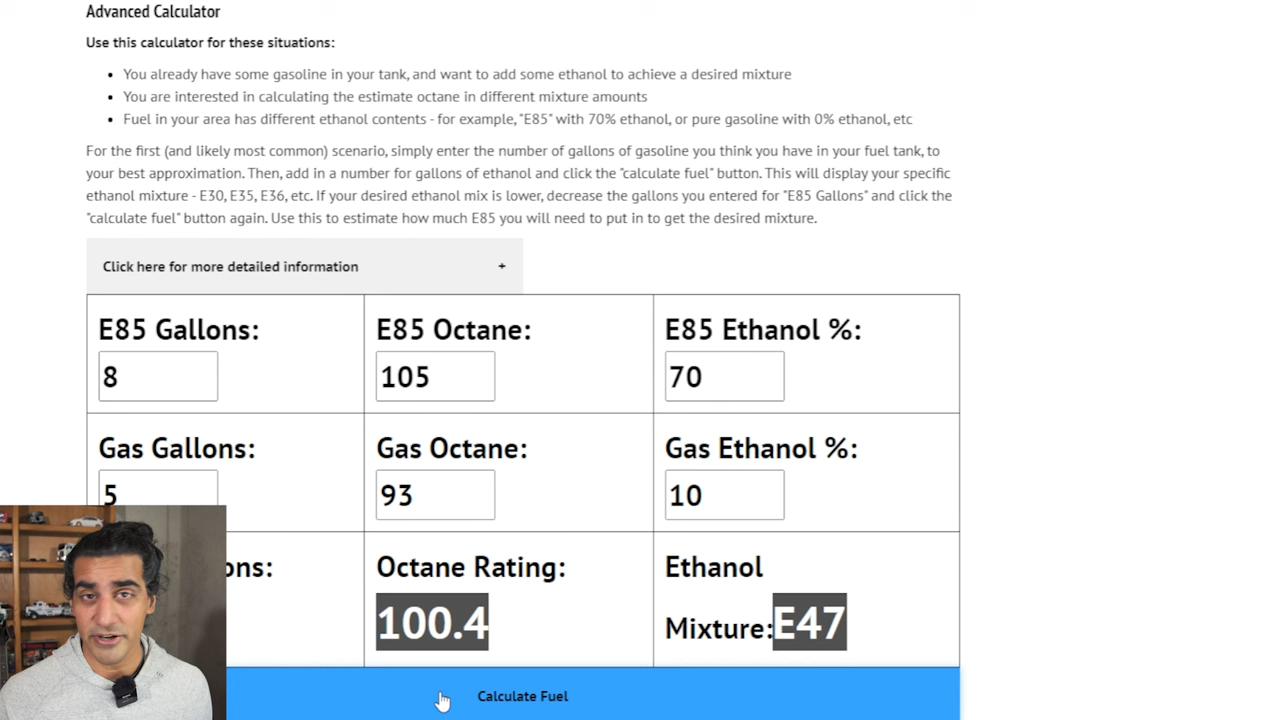 Advanced Calculator
Use this calculator for these situations:
• You already have some gasoline in your tank, and want to add some ethanol to achieve a desired mixture
• You are interested in calculating the estimate octane in different mixture amounts
• Fuel in your area has different ethanol contents - for example, "E85" with 70% ethanol, or pure gasoline with 0% ethanol, etc
For the first (and likely most common) scenario, simply enter the number of gallons of gasoline you think you have in your fuel tank, to
your best approximation. Then, add in a number for gallons of ethanol and click the "calculate fuel" button. This will display your specific
ethanol mixture - E30, E35, E36, etc. If your desired ethanol mix is lower, decrease the gallons you entered for "E85 Gallons" and click the
"calculate fuel" button again. Use this to estimate how much E85 you will need to put in to get the desired mixture.
Click here for more detailed information +
E85 Gallons: E85 Octane: E85 Ethanol %:
8 105 70
Gas Gallons: Gas Octane: Gas Ethanol %:
5 93 10
ons: Octane Rating: Ethanol
100.4 Mixture:E47
Calculate Fuel